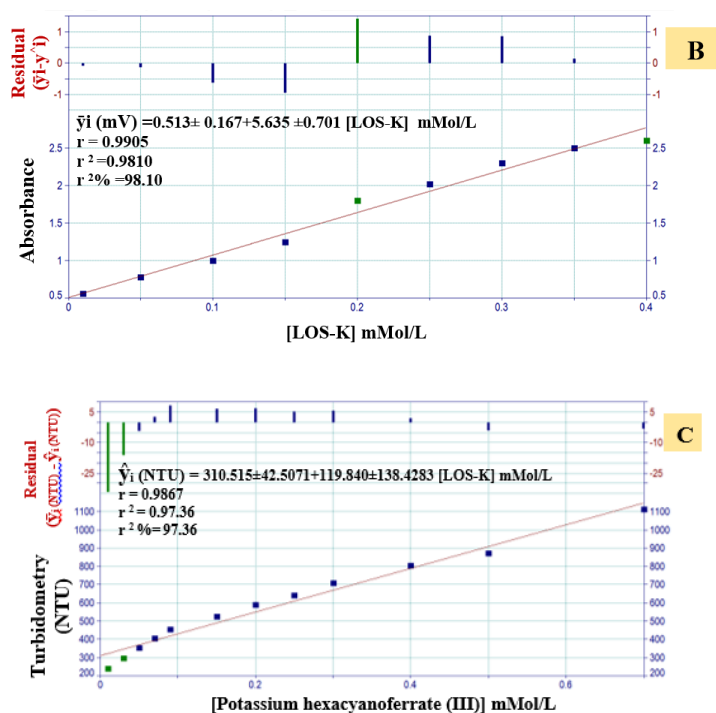 B
Residual
(ȳi-y^i)
1
0
-1
1
0
-1
ȳi (mV) =0.513± 0.167+5.635 ±0.701 [LOS-K] mMol/L
r = 0.9905
r ² =0.9810
r ²% =98.10
Absorbance
2.5
2
1.5
1
0.5
2.5
2
1.5
1
0.5
0
0.1
0.2
0.3
0.4
[LOS-K] mMol/L
C
Residual
(ȳi (NTU) - ŷi (NTU))
5
-10
-25
5
-10
-25
ŷi (NTU) = 310.515±42.5071+119.840±138.4283 [LOS-K] mMol/L
r = 0.9867
r ² = 0.97.36
r ²%=97.36
Turbidometry
(NTU)
1100
1000
900
800
700
600
500
400
300
200
1100
1000
900
800
700
600
500
400
300
200
0
0.2
0.4
0.6
[Potassium hexacyanoferrate (III)] mMol/L